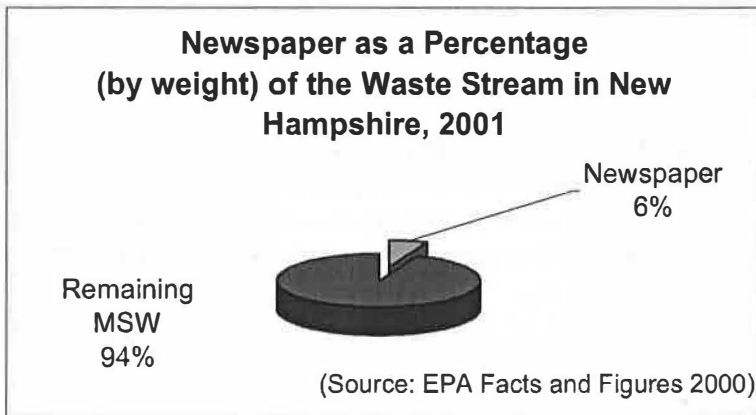 Newspaper as a Percentage
(by weight) of the Waste Stream in New
Hampshire, 2001
Newspaper
6%
Remaining
MSW
94%
(Source: EPA Facts and Figures 2000)